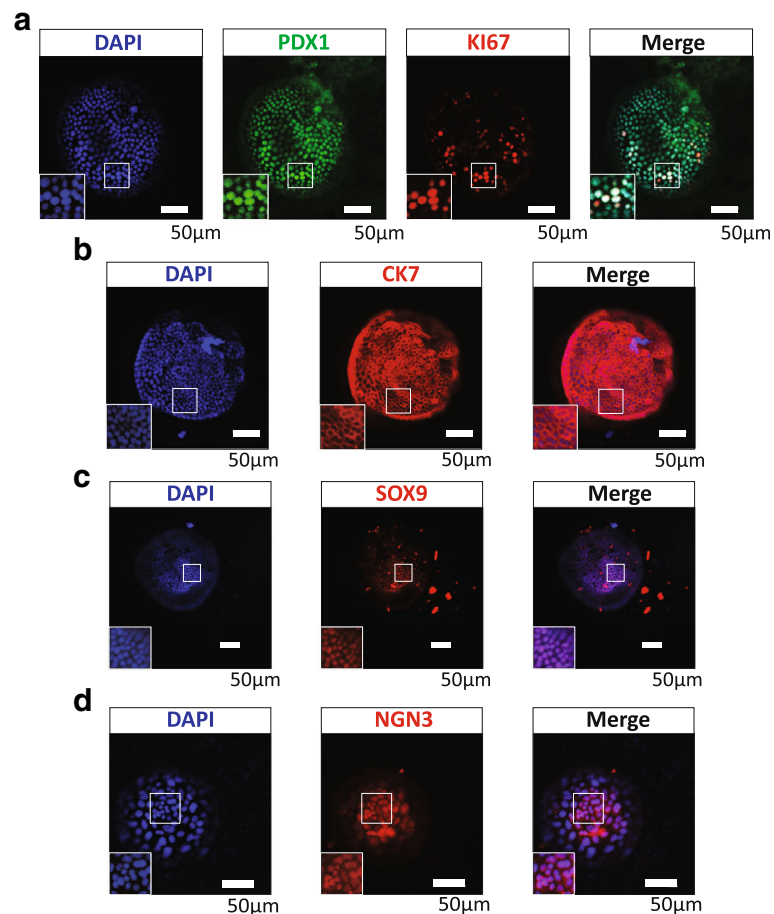 a
DAPI PDX1 KI67 Merge
50µm 50µm 50µm 50µm
b
DAPI CK7 Merge
50µm 50µm 50µm
c
DAPI SOX9 Merge
50µm 50µm 50µm
d
DAPI NGN3 Merge
50µm 50µm 50µm